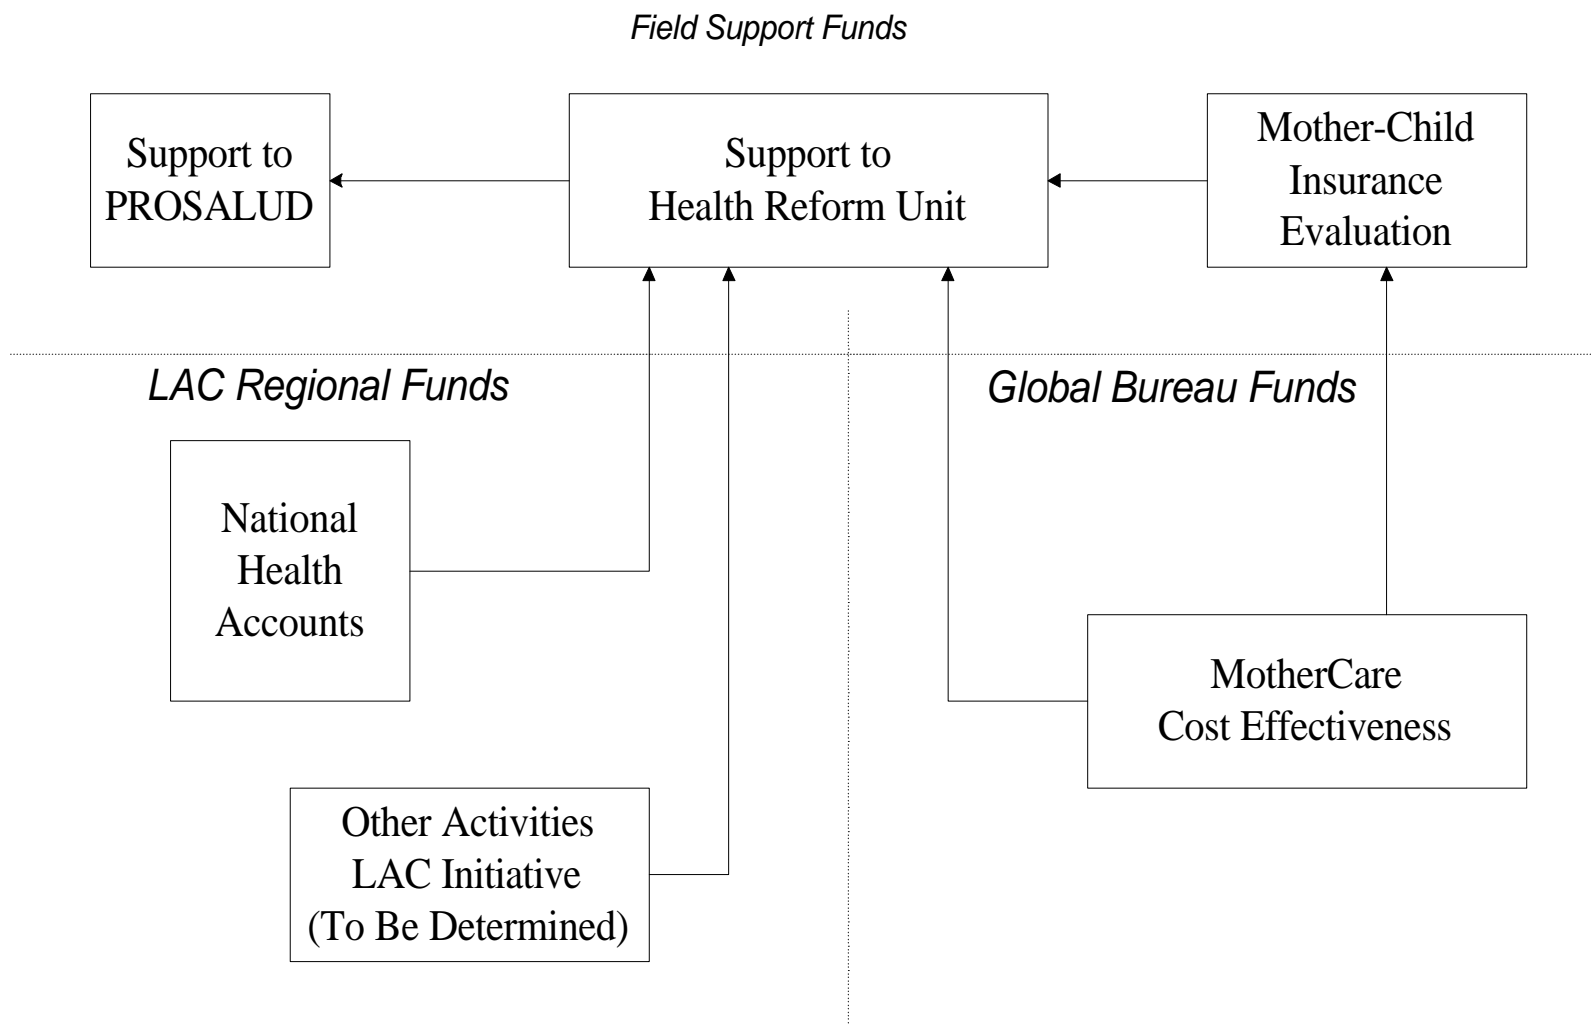 Field Support Funds
Support to
PROSALUD
Support to
Health Reform Unit
Mother-Child
Insurance
Evaluation
LAC Regional Funds
Global Bureau Funds
National
Health
Accounts
MotherCare
Cost Effectiveness
Other Activities
LAC Initiative
(To Be Determined)